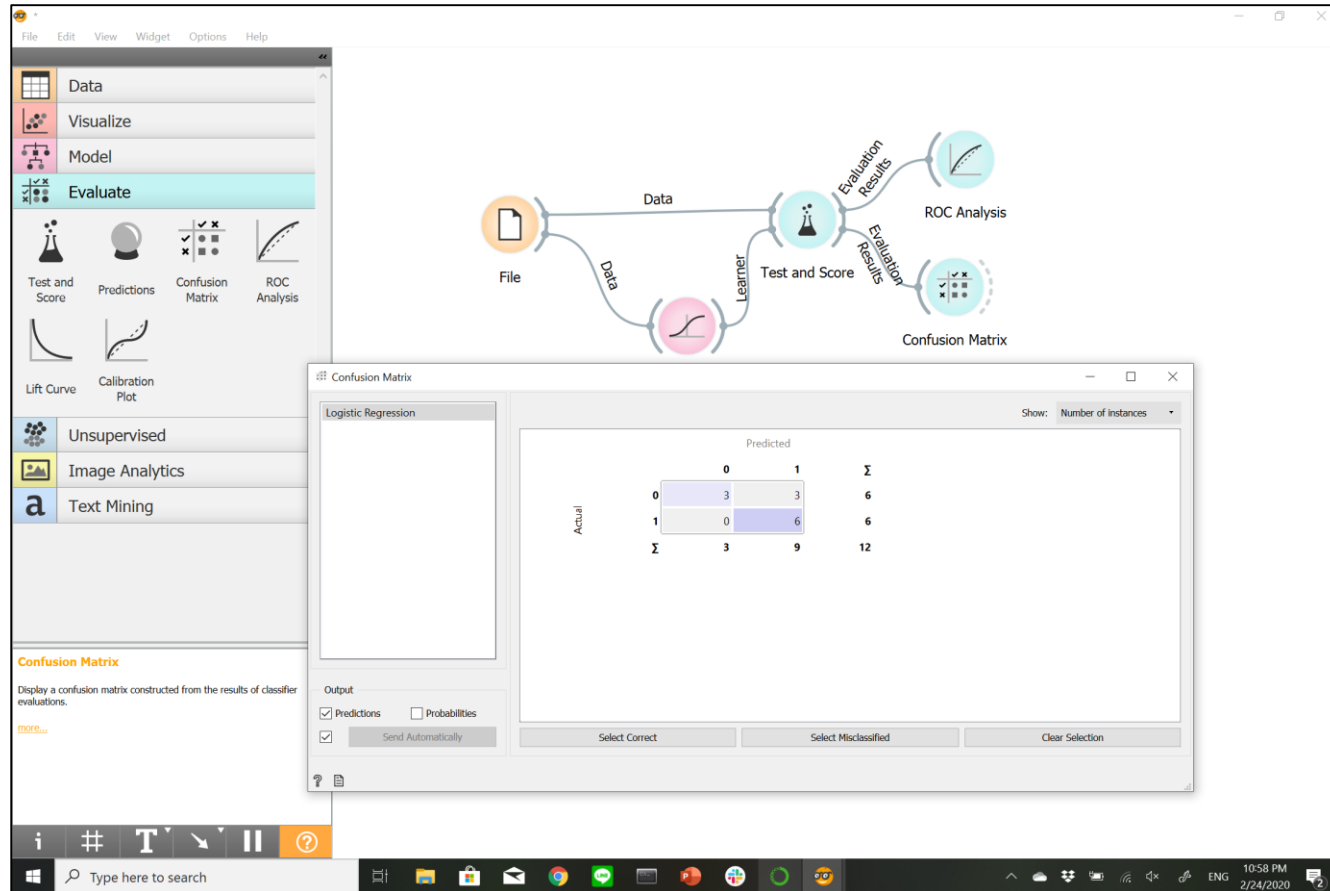 File Edit View Widget Options Help
Data
Visualize
Model
Evaluate
Test and Score
Predictions
Confusion Matrix
ROC Analysis
Lift Curve
Calibration Plot
Unsupervised
Image Analytics
a Text Mining
Confusion Matrix
Display a confusion matrix constructed from the results of classifier
evaluations.
more...
File
Data
Data
Learner
Test and Score
Evaluation
Results
Evaluation
Results
ROC Analysis
Confusion Matrix
Confusion Matrix
Logistic Regression
Show: Number of instances
Predicted
0 1 Σ
Actual
0 3 3 6
1 0 6 6
Σ 3 9 12
Output
Predictions Probabilities
Send Automatically
Select Correct Select Misclassified Clear Selection
?
i # T ?
Type here to search
LINE
ENG
10:58 PM
2/24/2020
2